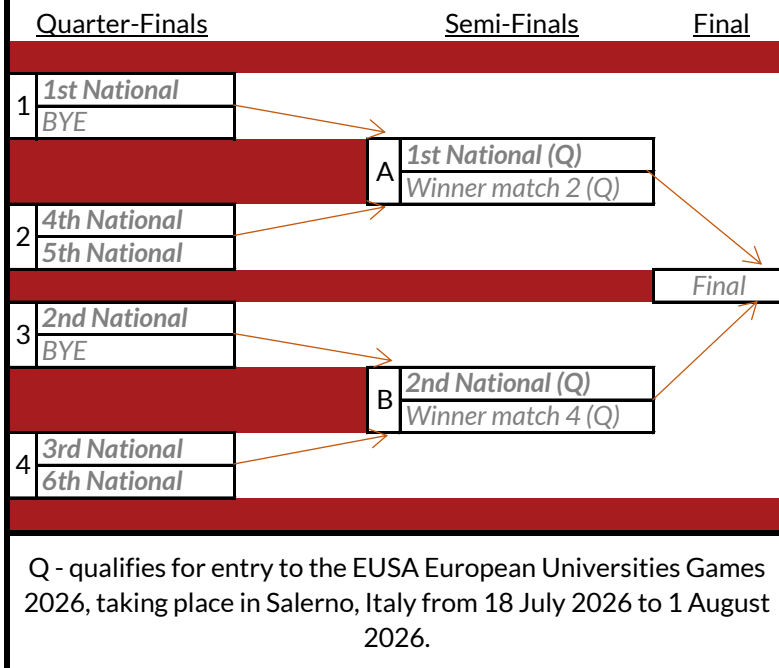 Quarter-Finals Semi-Finals Final
1 1st National
BYE
A 1st National (Q)
Winner match 2 (Q)
2 4th National
5th National
Final
3 2nd National
BYE
B 2nd National (Q)
Winner match 4 (Q)
4 3rd National
6th National
Q - qualifies for entry to the EUSA European Universities Games
2026, taking place in Salerno, Italy from 18 July 2026 to 1 August
2026.